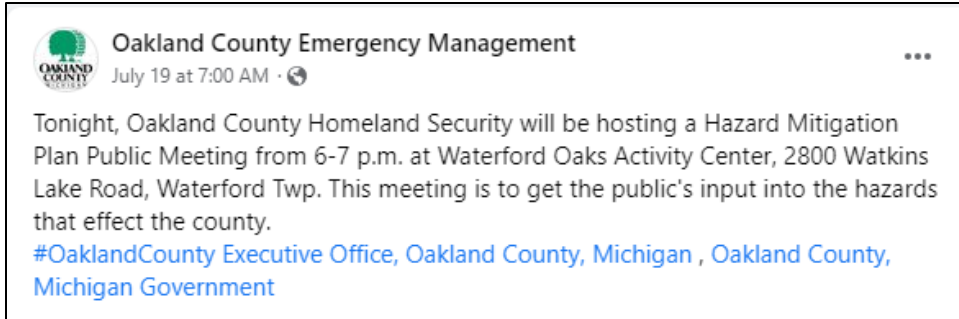 Oakland County Emergency Management
July 19 at 7:00 AM ·
OAKLAND
COUNTY
MICHIGAN
Tonight, Oakland County Homeland Security will be hosting a Hazard Mitigation
Plan Public Meeting from 6-7 p.m. at Waterford Oaks Activity Center, 2800 Watkins
Lake Road, Waterford Twp. This meeting is to get the public's input into the hazards
that effect the county.
#OaklandCounty Executive Office, Oakland County, Michigan , Oakland County,
Michigan Government